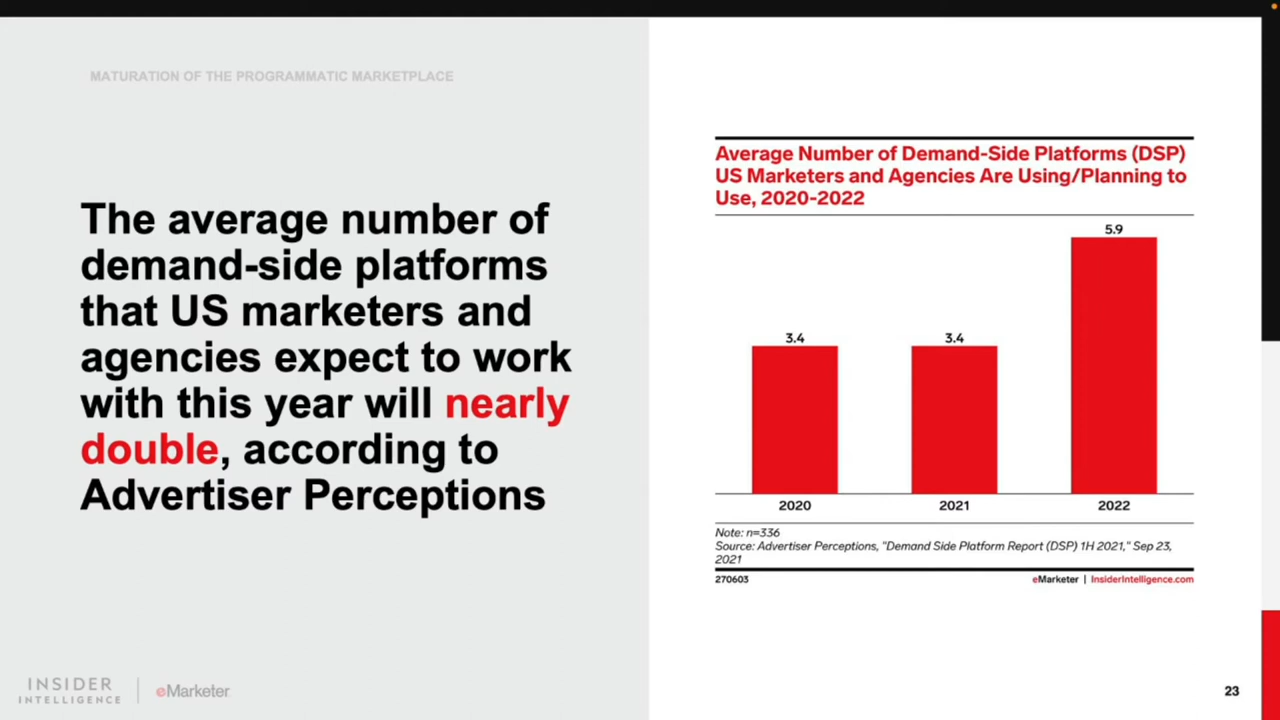 MATURATION OF THE PROGRAMMATIC MARKETPLACE
The average number of
demand-side platforms
that US marketers and
agencies expect to work
with this year will nearly
double, according to
Advertiser Perceptions
Average Number of Demand-Side Platforms (DSP)
US Marketers and Agencies Are Using/Planning to
Use, 2020-2022
5.9
3.4
3.4
2020
2021
2022
Note: n=336
Source: Advertiser Perceptions, "Demand Side Platform Report (DSP) 1H 2021," Sep 23,
2021
270603
eMarketer | InsiderIntelligence.com
INSIDER
INTELLIGENCE
eMarketer
23